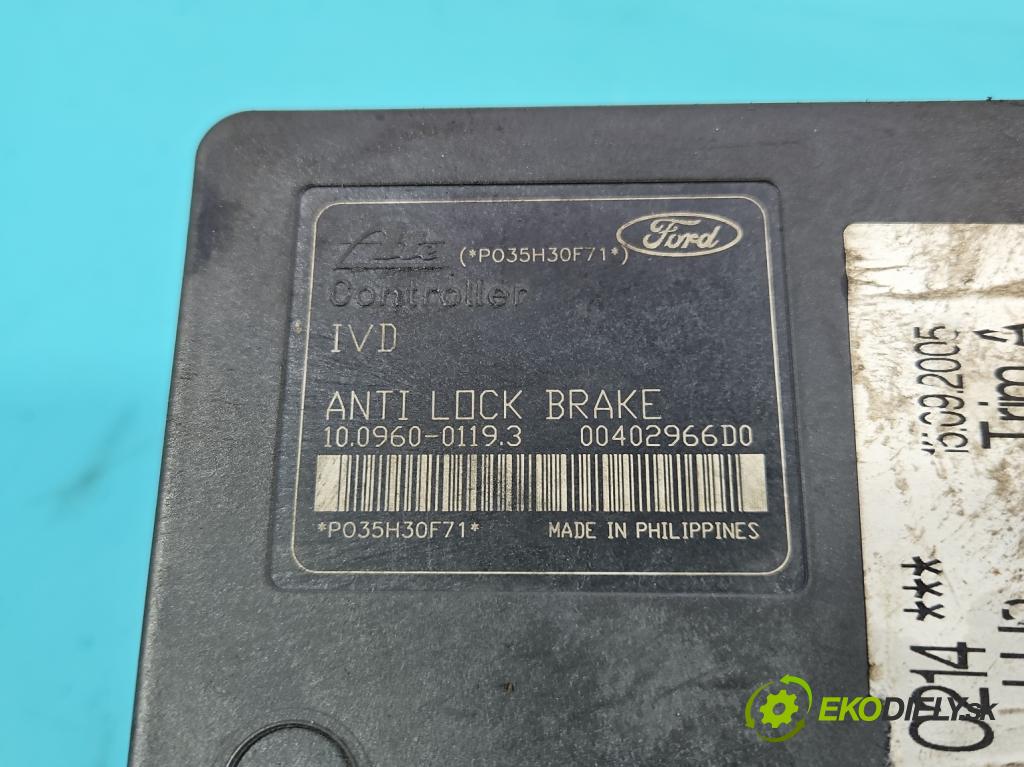 Ate (*P035H30F71*) Ford
Controller
IVD
ANTI LOCK BRAKE
10.0960-0119.3 00402966D0
*P035H30F71* MADE IN PHILIPPINES
15.09.2005
Trim
0214 ***
EKODIELY.sk